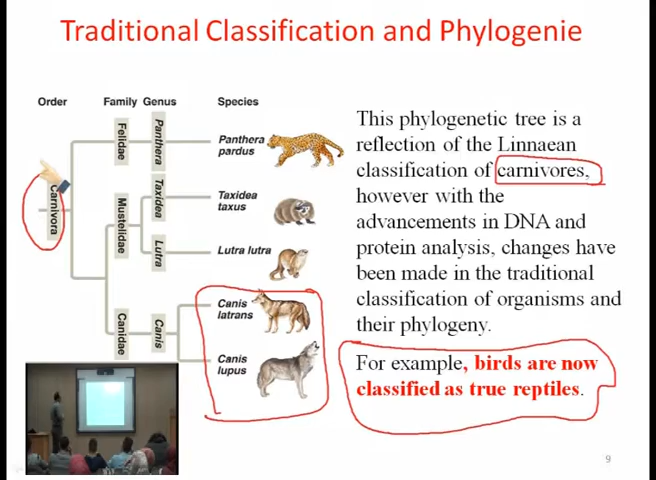 Traditional Classification and Phylogenie
Order Family Genus Species
Carnivora
Felidae
Panthera
Panthera
pardus
Mustelidae
Taxidea
Taxidea
taxus
Lutra
Lutra lutra
Canidae
Canis
Canis
latrans
Canis
lupus
This phylogenetic tree is a
reflection of the Linnaean
classification of carnivores,
however with the
advancements in DNA and
protein analysis, changes have
been made in the traditional
classification of organisms and
their phylogeny.
For example, birds are now
classified as true reptiles.
9